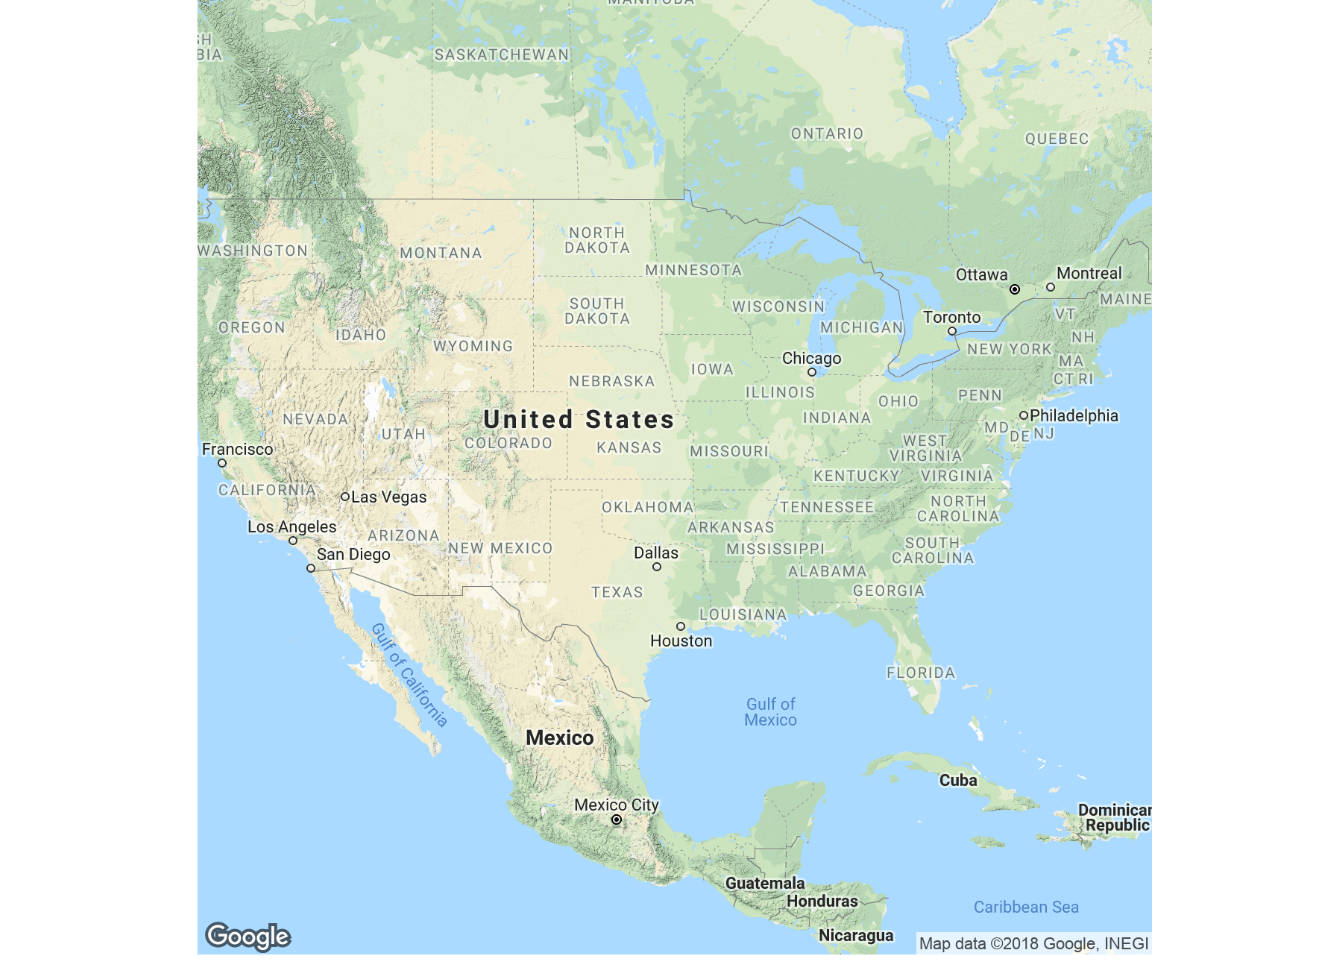 MANITOBA
SH
BIA
SASKATCHEWAN
ONTARIO
QUEBEC
WASHINGTON
MONTANA
NORTH
DAKOTA
MINNESOTA
Ottawa
Montreal
MAINE
OREGON
IDAHO
WYOMING
SOUTH
DAKOTA
WISCONSIN
MICHIGAN
Toronto
VT
NH
NEW YORK
MA
CT RI
Chicago
IOWA
NEBRASKA
ILLINOIS
INDIANA
OHIO
PENN
Philadelphia
MD
DE
NJ
NEVADA
UTAH
United States
COLORADO
KANSAS
MISSOURI
WEST
VIRGINIA
KENTUCKY
VIRGINIA
Francisco
CALIFORNIA
Las Vegas
OKLAHOMA
TENNESSEE
NORTH
CAROLINA
Los Angeles
ARIZONA
NEW MEXICO
ARKANSAS
MISSISSIPPI
SOUTH
CAROLINA
San Diego
Dallas
ALABAMA
TEXAS
GEORGIA
LOUISIANA
Houston
FLORIDA
Gulf of California
Gulf of
Mexico
Mexico
Cuba
Mexico City
Dominican
Republic
Guatemala
Honduras
Nicaragua
Caribbean Sea
Google
Map data ©2018 Google, INEGI